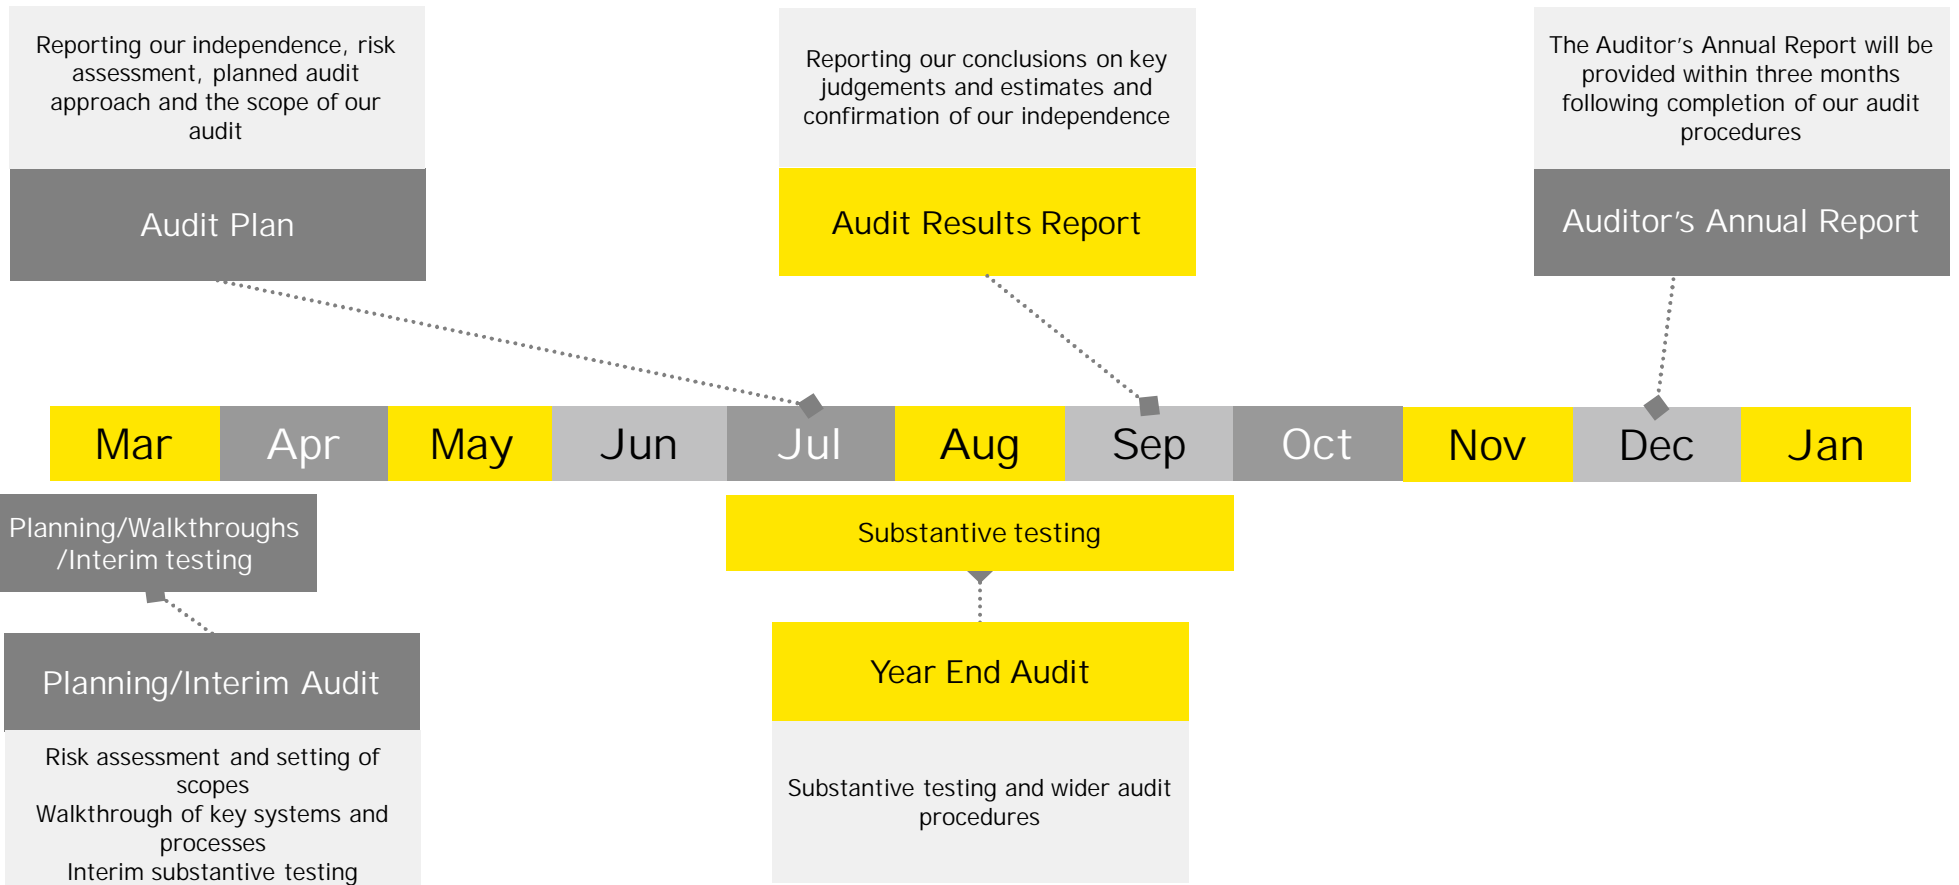 Reporting our independence, risk
assessment, planned audit
approach and the scope of our
audit
Audit Plan
Reporting our conclusions on key
judgements and estimates and
confirmation of our independence
Audit Results Report
The Auditor’s Annual Report will be
provided within three months
following completion of our audit
procedures
Auditor’s Annual Report
Mar Apr May Jun Jul Aug Sep Oct Nov Dec Jan
Planning/Walkthroughs
/Interim testing
Substantive testing
Planning/Interim Audit
Risk assessment and setting of
scopes
Walkthrough of key systems and
processes
Interim substantive testing
Year End Audit
Substantive testing and wider audit
procedures